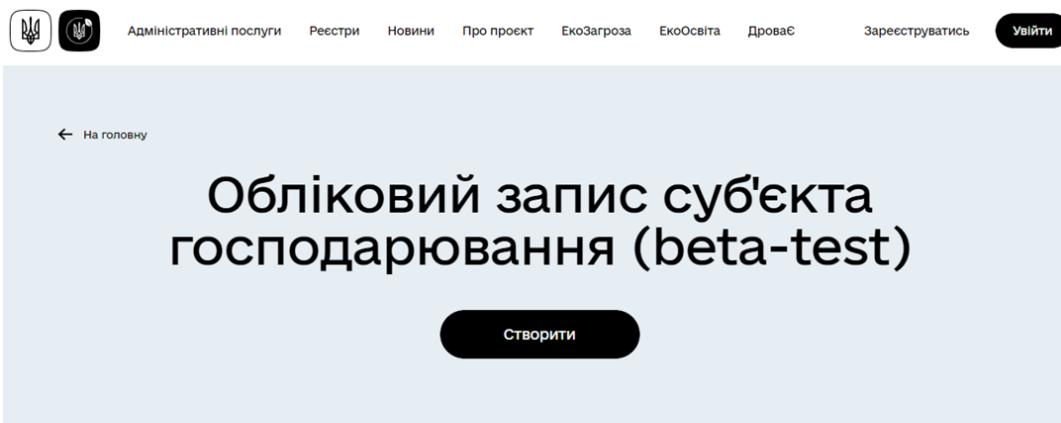 Адміністративні послуги Реєстри Новини Про проєкт ЕкоЗагроза ЕкоОсвіта ДроваЄ Зареєструватись Увійти
← На головну
Обліковий запис суб'єкта
господарювання (beta-test)
Створити